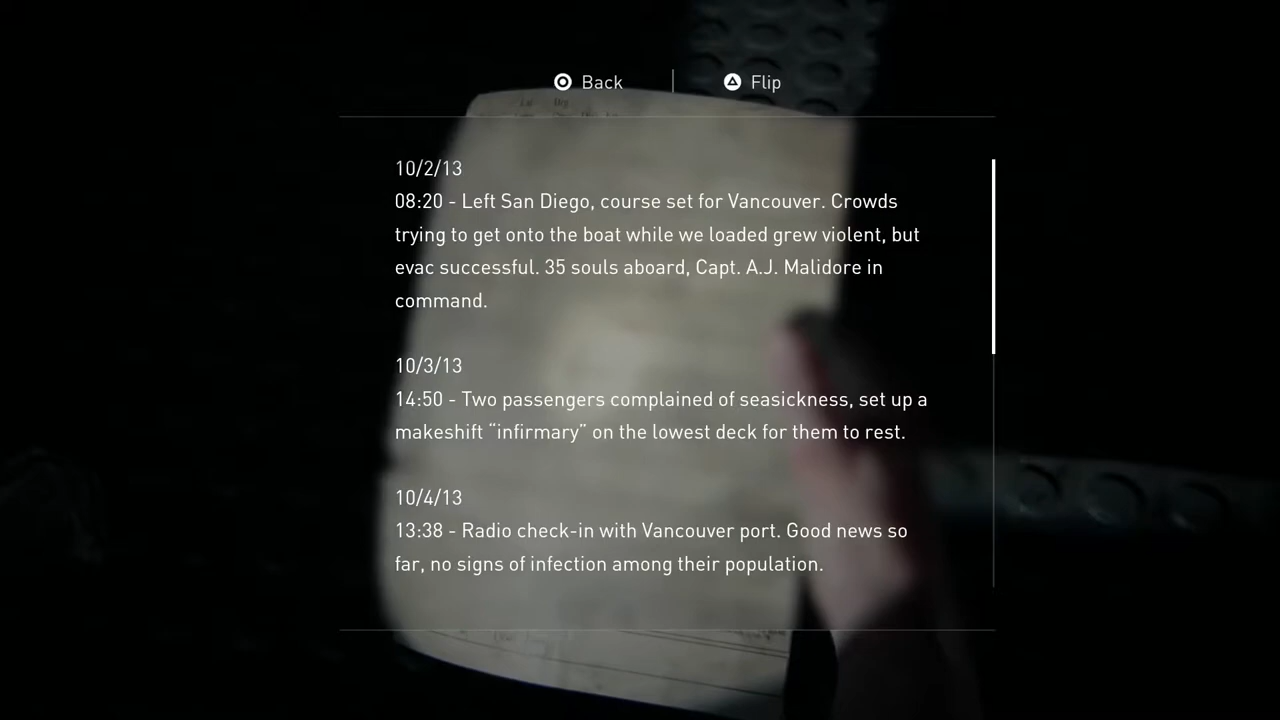 Back
Flip
10/2/13
08:20 - Left San Diego, course set for Vancouver. Crowds
trying to get onto the boat while we loaded grew violent, but
evac successful. 35 souls aboard, Capt. A.J. Malidore in
command.
10/3/13
14:50 - Two passengers complained of seasickness, set up a
makeshift “infirmary” on the lowest deck for them to rest.
10/4/13
13:38 - Radio check-in with Vancouver port. Good news so
far, no signs of infection among their population.